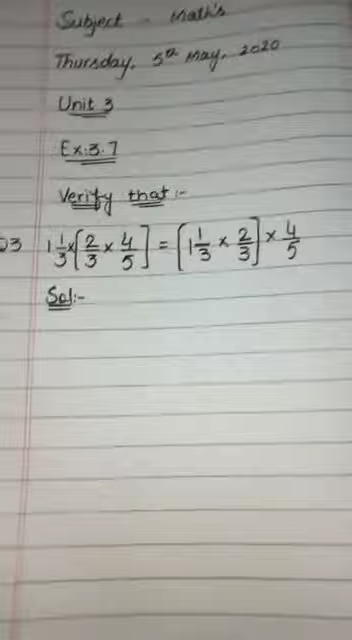 Subject - Math's
Thursday, 5th May, 2020
Unit 3
Ex:3.7
Verify that :-
Q3 1 1/3 × [2/3 × 4/5] = [1 1/3 × 2/3] × 4/5
Sol:-